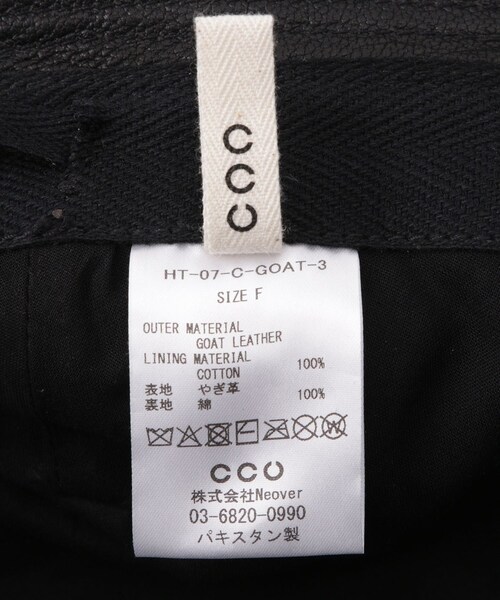 CCC
HT-07-C-GOAT-3
SIZE F
OUTER MATERIAL
GOAT LEATHER
LINING MATERIAL
COTTON 100%
表地 やぎ革
裏地 綿 100%
CCC
株式会社Neover
03-6820-0990
パキスタン製